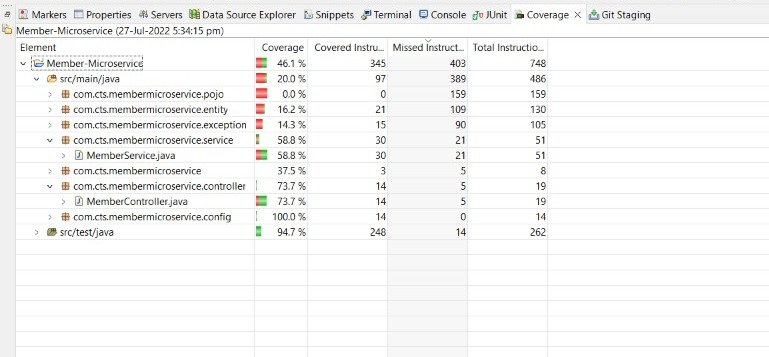 Markers Properties Servers Data Source Explorer Snippets Terminal Console JUnit Coverage Git Staging
Member-Microservice (27-Jul-2022 5:34:15 pm)
Element Coverage Covered Instru... Missed Instruct... Total Instructio...
Member-Microservice 46.1 % 345 403 748
src/main/java 20.0 % 97 389 486
com.cts.membermicroservice.pojo 0.0 % 0 159 159
com.cts.membermicroservice.entity 16.2 % 21 109 130
com.cts.membermicroservice.exception 14.3 % 15 90 105
com.cts.membermicroservice.service 58.8 % 30 21 51
MemberService.java 58.8 % 30 21 51
com.cts.membermicroservice 37.5 % 3 5 8
com.cts.membermicroservice.controller 73.7 % 14 5 19
MemberController.java 73.7 % 14 5 19
com.cts.membermicroservice.config 100.0 % 14 0 14
src/test/java 94.7 % 248 14 262